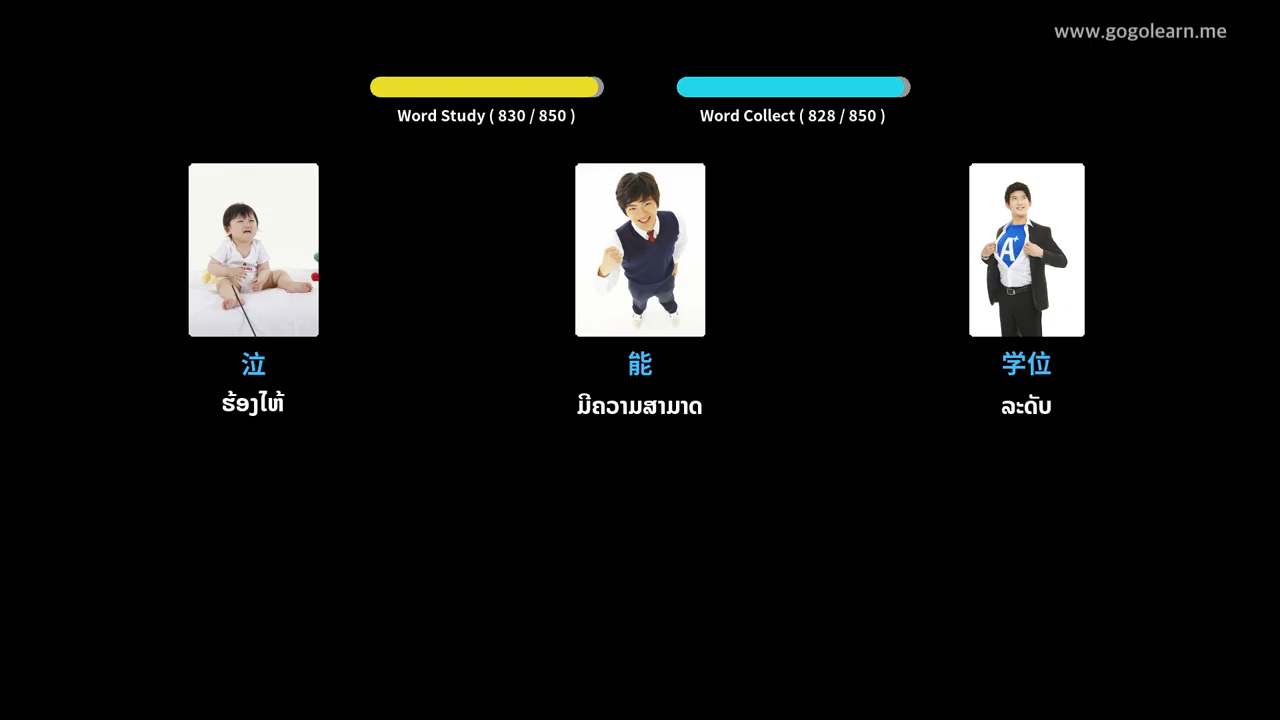 www.gogolearn.me
Word Study ( 830 / 850 )
Word Collect ( 828 / 850 )
A+
泣
能
学位
ຮ້ອງໄຫ້
ມີຄວາມສາມາດ
ລະດັບ